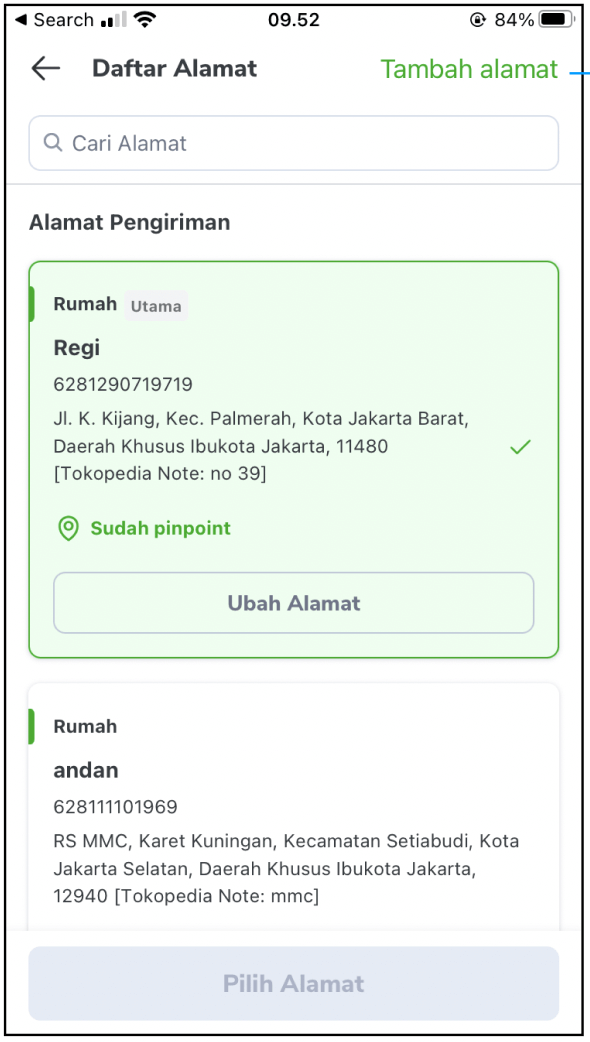 Search 09.52 84%
Daftar Alamat Tambah alamat
Cari Alamat
Alamat Pengiriman
Rumah Utama
Regi
6281290719719
Jl. K. Kijang, Kec. Palmerah, Kota Jakarta Barat,
Daerah Khusus Ibukota Jakarta, 11480
[Tokopedia Note: no 39]
Sudah pinpoint
Ubah Alamat
Rumah
andan
628111101969
RS MMC, Karet Kuningan, Kecamatan Setiabudi, Kota
Jakarta Selatan, Daerah Khusus Ibukota Jakarta,
12940 [Tokopedia Note: mmc]
Pilih Alamat